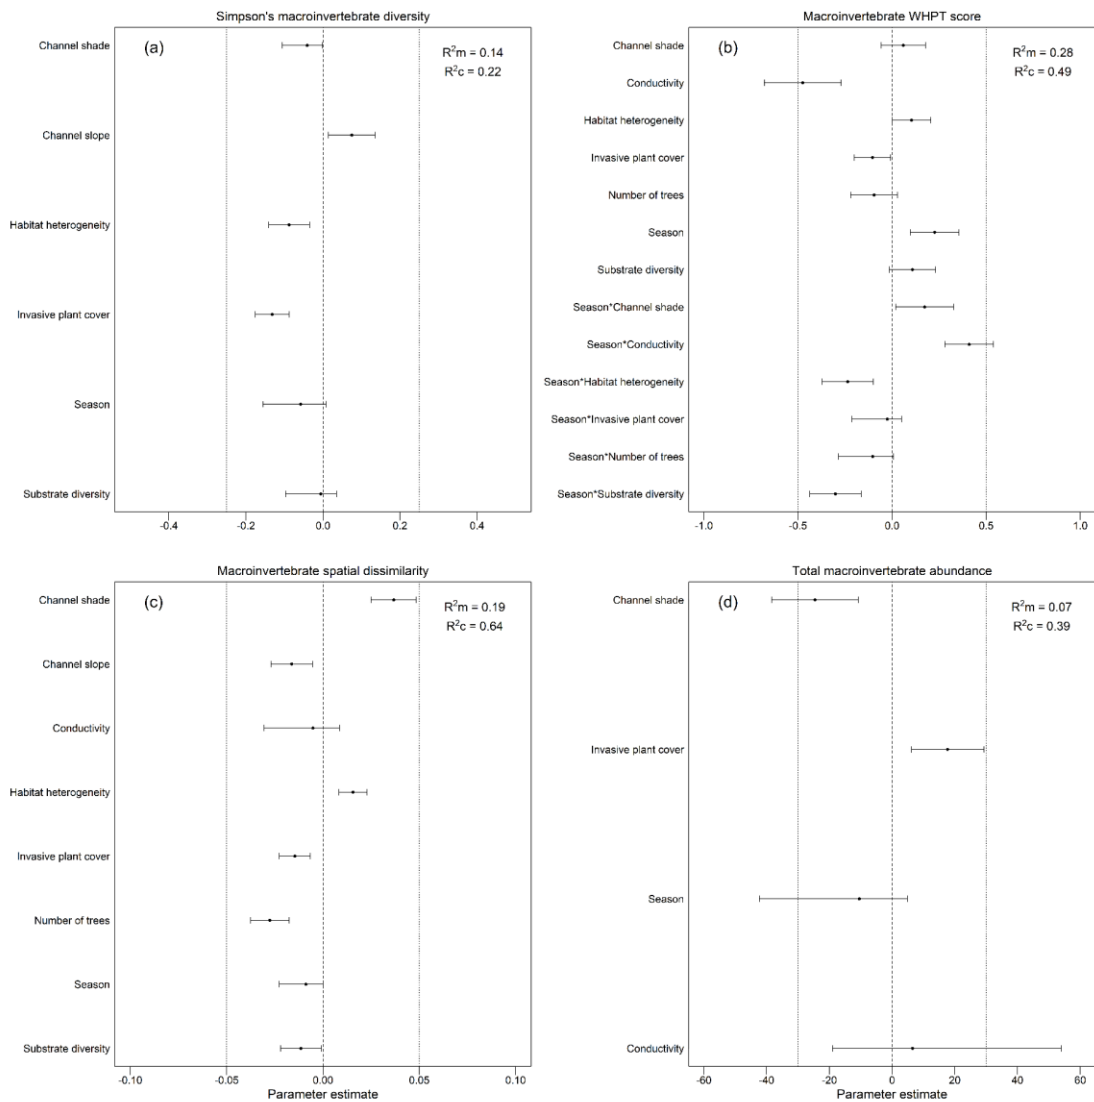 Simpson's macroinvertebrate diversity
(a)
R²m = 0.14
R²c = 0.22
Channel shade
Channel slope
Habitat heterogeneity
Invasive plant cover
Season
Substrate diversity
-0.4 -0.2 0.0 0.2 0.4
Macroinvertebrate WHPT score
(b)
R²m = 0.28
R²c = 0.49
Channel shade
Conductivity
Habitat heterogeneity
Invasive plant cover
Number of trees
Season
Substrate diversity
Season*Channel shade
Season*Conductivity
Season*Habitat heterogeneity
Season*Invasive plant cover
Season*Number of trees
Season*Substrate diversity
-1.0 -0.5 0.0 0.5 1.0
Macroinvertebrate spatial dissimilarity
(c)
R²m = 0.19
R²c = 0.64
Channel shade
Channel slope
Conductivity
Habitat heterogeneity
Invasive plant cover
Number of trees
Season
Substrate diversity
-0.10 -0.05 0.00 0.05 0.10
Parameter estimate
Total macroinvertebrate abundance
(d)
R²m = 0.07
R²c = 0.39
Channel shade
Invasive plant cover
Season
Conductivity
-60 -40 -20 0 20 40 60
Parameter estimate